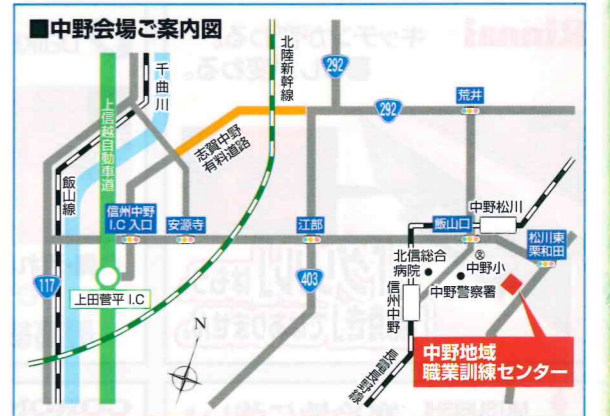 ■中野会場ご案内図
千曲川
上信越自動車道
飯山線
北陸新幹線
292
292
荒井
志賀中野
有料道路
信州中野
I.C 入口
安源寺
江部
飯山口
中野松川
松川東
栗和田
117
上田菅平 I.C
403
北信総合
病院
文
中野小
中野警察署
信州中野
長電長野線
N
中野地域
職業訓練センター